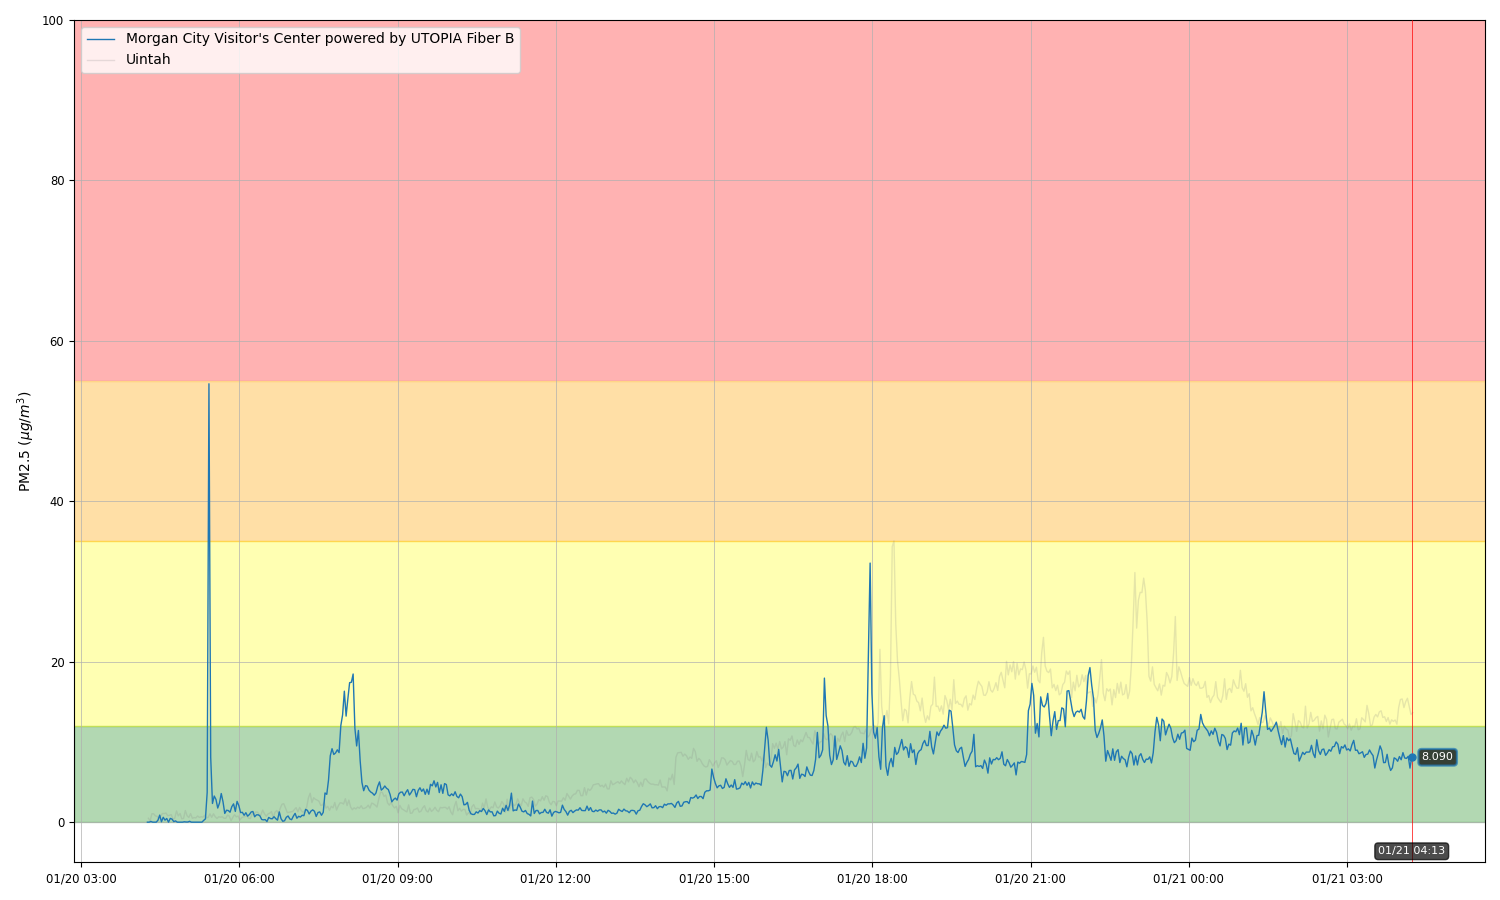 100
Morgan City Visitor's Center powered by UTOPIA Fiber B
Uintah
80
60
40
20
0
PM2.5 (μg/m³)
8.090
01/21 04:13
01/20 03:00 01/20 06:00 01/20 09:00 01/20 12:00 01/20 15:00 01/20 18:00 01/20 21:00 01/21 00:00 01/21 03:00